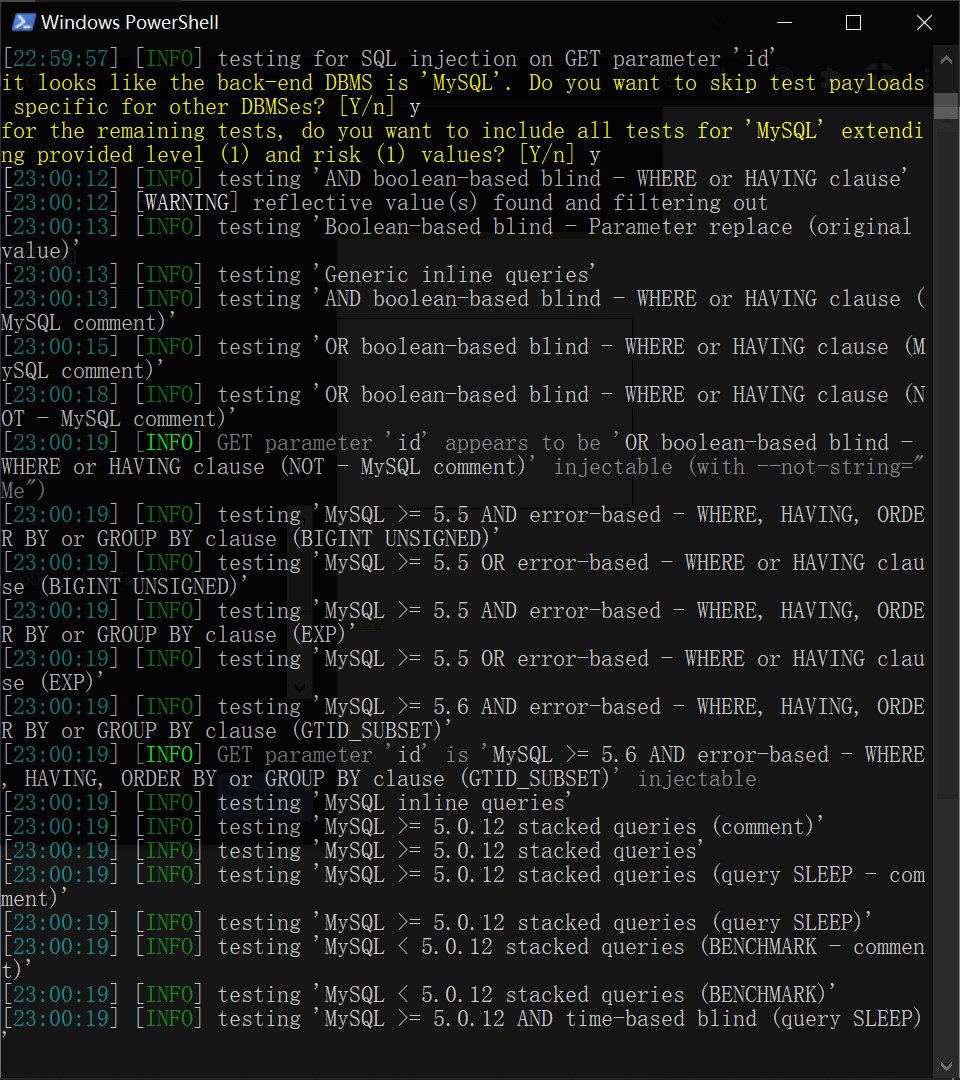 Windows PowerShell
[22:59:57] [INFO] testing for SQL injection on GET parameter 'id'
it looks like the back-end DBMS is 'MySQL'. Do you want to skip test payloads
 specific for other DBMSes? [Y/n] y
for the remaining tests, do you want to include all tests for 'MySQL' extendi
ng provided level (1) and risk (1) values? [Y/n] y
[23:00:12] [INFO] testing 'AND boolean-based blind - WHERE or HAVING clause'
[23:00:12] [WARNING] reflective value(s) found and filtering out
[23:00:13] [INFO] testing 'Boolean-based blind - Parameter replace (original
value)'
[23:00:13] [INFO] testing 'Generic inline queries'
[23:00:13] [INFO] testing 'AND boolean-based blind - WHERE or HAVING clause (
MySQL comment)'
[23:00:15] [INFO] testing 'OR boolean-based blind - WHERE or HAVING clause (M
ySQL comment)'
[23:00:18] [INFO] testing 'OR boolean-based blind - WHERE or HAVING clause (N
OT - MySQL comment)'
[23:00:19] [INFO] GET parameter 'id' appears to be 'OR boolean-based blind -
WHERE or HAVING clause (NOT - MySQL comment)' injectable (with --not-string="
Me")
[23:00:19] [INFO] testing 'MySQL >= 5.5 AND error-based - WHERE, HAVING, ORDE
R BY or GROUP BY clause (BIGINT UNSIGNED)'
[23:00:19] [INFO] testing 'MySQL >= 5.5 OR error-based - WHERE or HAVING clau
se (BIGINT UNSIGNED)'
[23:00:19] [INFO] testing 'MySQL >= 5.5 AND error-based - WHERE, HAVING, ORDE
R BY or GROUP BY clause (EXP)'
[23:00:19] [INFO] testing 'MySQL >= 5.5 OR error-based - WHERE or HAVING clau
se (EXP)'
[23:00:19] [INFO] testing 'MySQL >= 5.6 AND error-based - WHERE, HAVING, ORDE
R BY or GROUP BY clause (GTID_SUBSET)'
[23:00:19] [INFO] GET parameter 'id' is 'MySQL >= 5.6 AND error-based - WHERE
, HAVING, ORDER BY or GROUP BY clause (GTID_SUBSET)' injectable
[23:00:19] [INFO] testing 'MySQL inline queries'
[23:00:19] [INFO] testing 'MySQL >= 5.0.12 stacked queries (comment)'
[23:00:19] [INFO] testing 'MySQL >= 5.0.12 stacked queries'
[23:00:19] [INFO] testing 'MySQL >= 5.0.12 stacked queries (query SLEEP - com
ment)'
[23:00:19] [INFO] testing 'MySQL >= 5.0.12 stacked queries (query SLEEP)'
[23:00:19] [INFO] testing 'MySQL < 5.0.12 stacked queries (BENCHMARK - commen
t)'
[23:00:19] [INFO] testing 'MySQL < 5.0.12 stacked queries (BENCHMARK)'
[23:00:19] [INFO] testing 'MySQL >= 5.0.12 AND time-based blind (query SLEEP)
'